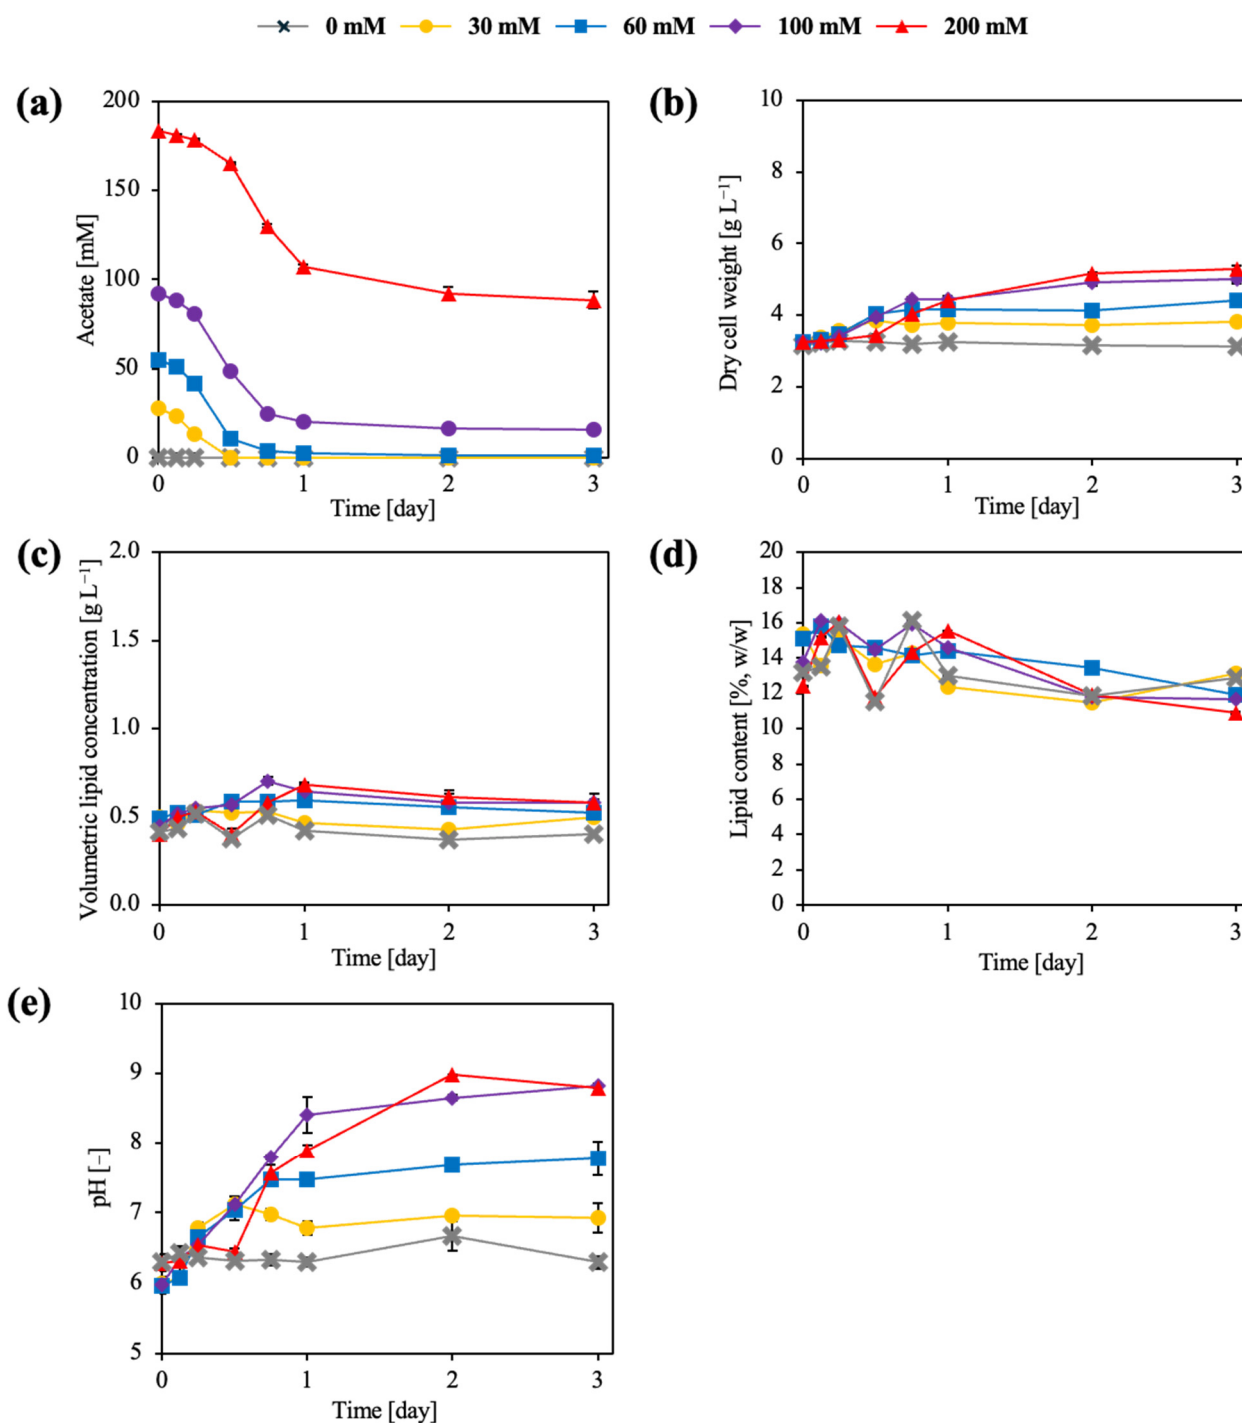 0 mM 30 mM 60 mM 100 mM 200 mM
(a)
200
150
100
50
0
Acetate [mM]
0 1 2 3
Time [day]
(b)
10
8
6
4
2
0
Dry cell weight [g L⁻¹]
0 1 2 3
Time [day]
(c)
2.0
1.5
1.0
0.5
0.0
Volumetric lipid concentration [g L⁻¹]
0 1 2 3
Time [day]
(d)
20
18
16
14
12
10
8
6
4
2
0
Lipid content [%, w/w]
0 1 2 3
Time [day]
(e)
10
9
8
7
6
5
pH [-]
0 1 2 3
Time [day]